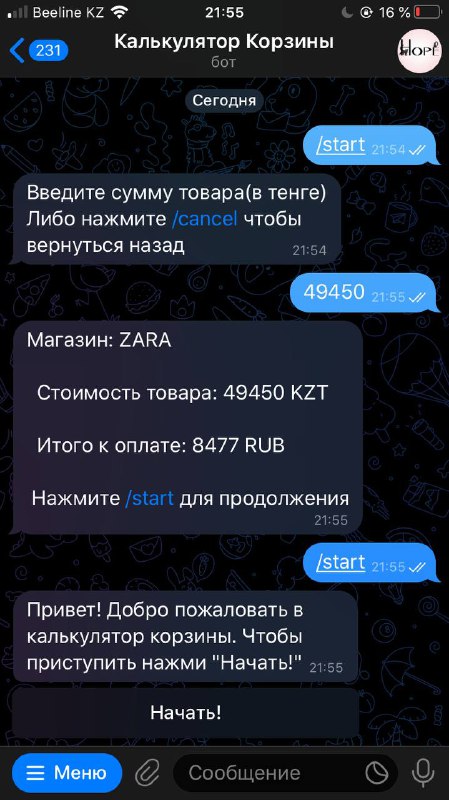 Beeline KZ 21:55 16 %
231 Калькулятор Корзины
бот
Сегодня
/start 21:54
Введите сумму товара(в тенге)
Либо нажмите /cancel чтобы
вернуться назад 21:54
49450 21:55
Магазин: ZARA
Стоимость товара: 49450 KZT
Итого к оплате: 8477 RUB
Нажмите /start для продолжения
21:55
/start 21:55
Привет! Добро пожаловать в
калькулятор корзины. Чтобы
приступить нажми "Начать!" 21:55
Начать!
Меню Сообщение